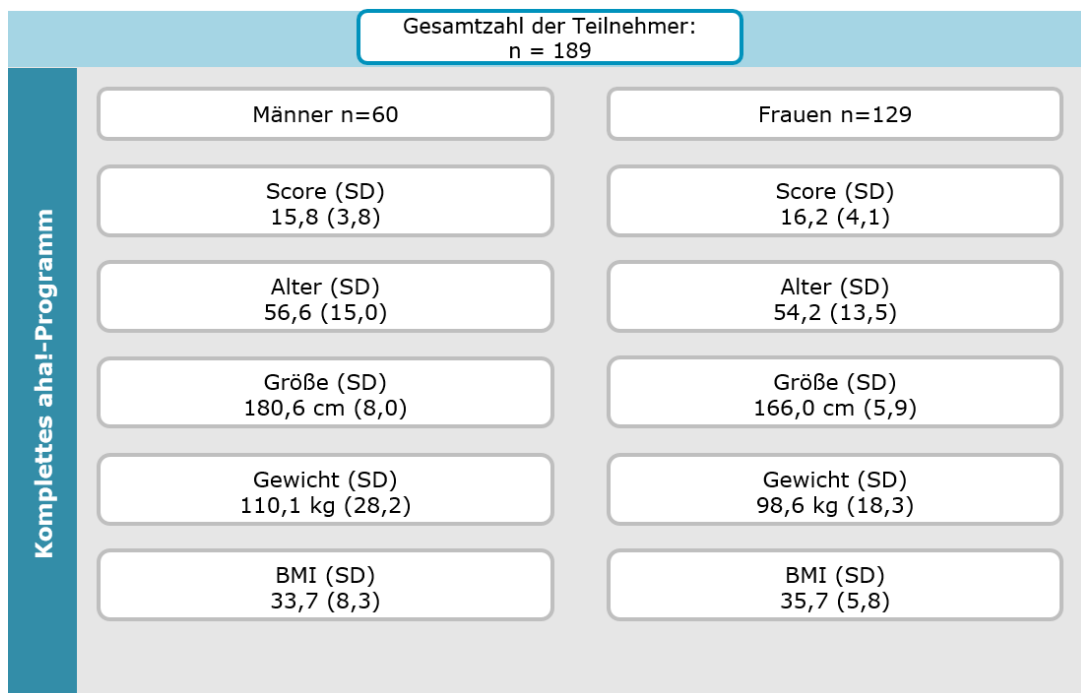 Gesamtzahl der Teilnehmer:
n = 189
Komplettes aha!-Programm
Männer n=60
Frauen n=129
Score (SD)
15,8 (3,8)
Score (SD)
16,2 (4,1)
Alter (SD)
56,6 (15,0)
Alter (SD)
54,2 (13,5)
Größe (SD)
180,6 cm (8,0)
Größe (SD)
166,0 cm (5,9)
Gewicht (SD)
110,1 kg (28,2)
Gewicht (SD)
98,6 kg (18,3)
BMI (SD)
33,7 (8,3)
BMI (SD)
35,7 (5,8)